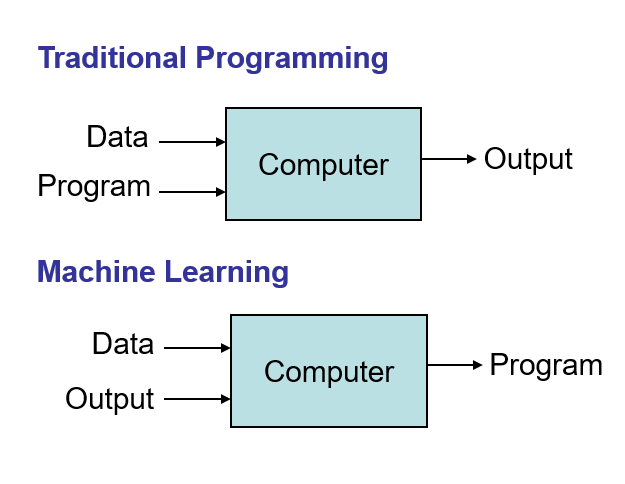 Traditional Programming
Data
Program
Computer
Output
Machine Learning
Data
Output
Computer
Program